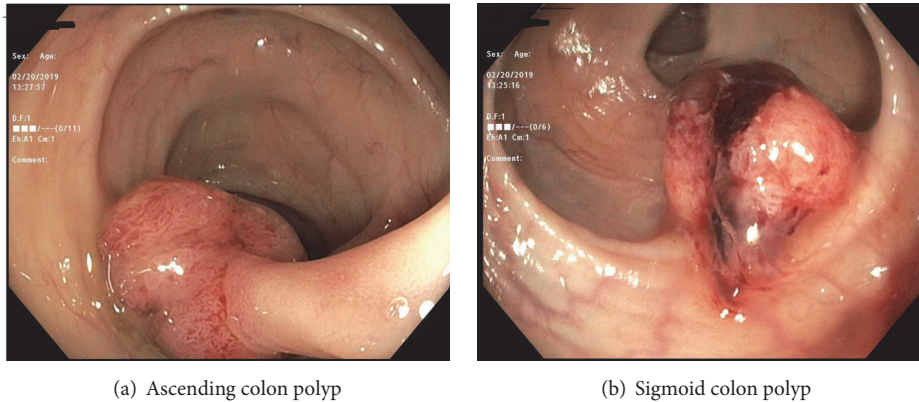 Sex: Age:
02/20/2019
13:27:57
D.F:1
■■■/---(0/11)
Eh:A1 Cm:1
Comment:
Sex: Age:
02/20/2019
13:25:16
D.F:1
■■■/---(0/6)
Eh:A1 Cm:1
Comment:
(a) Ascending colon polyp
(b) Sigmoid colon polyp